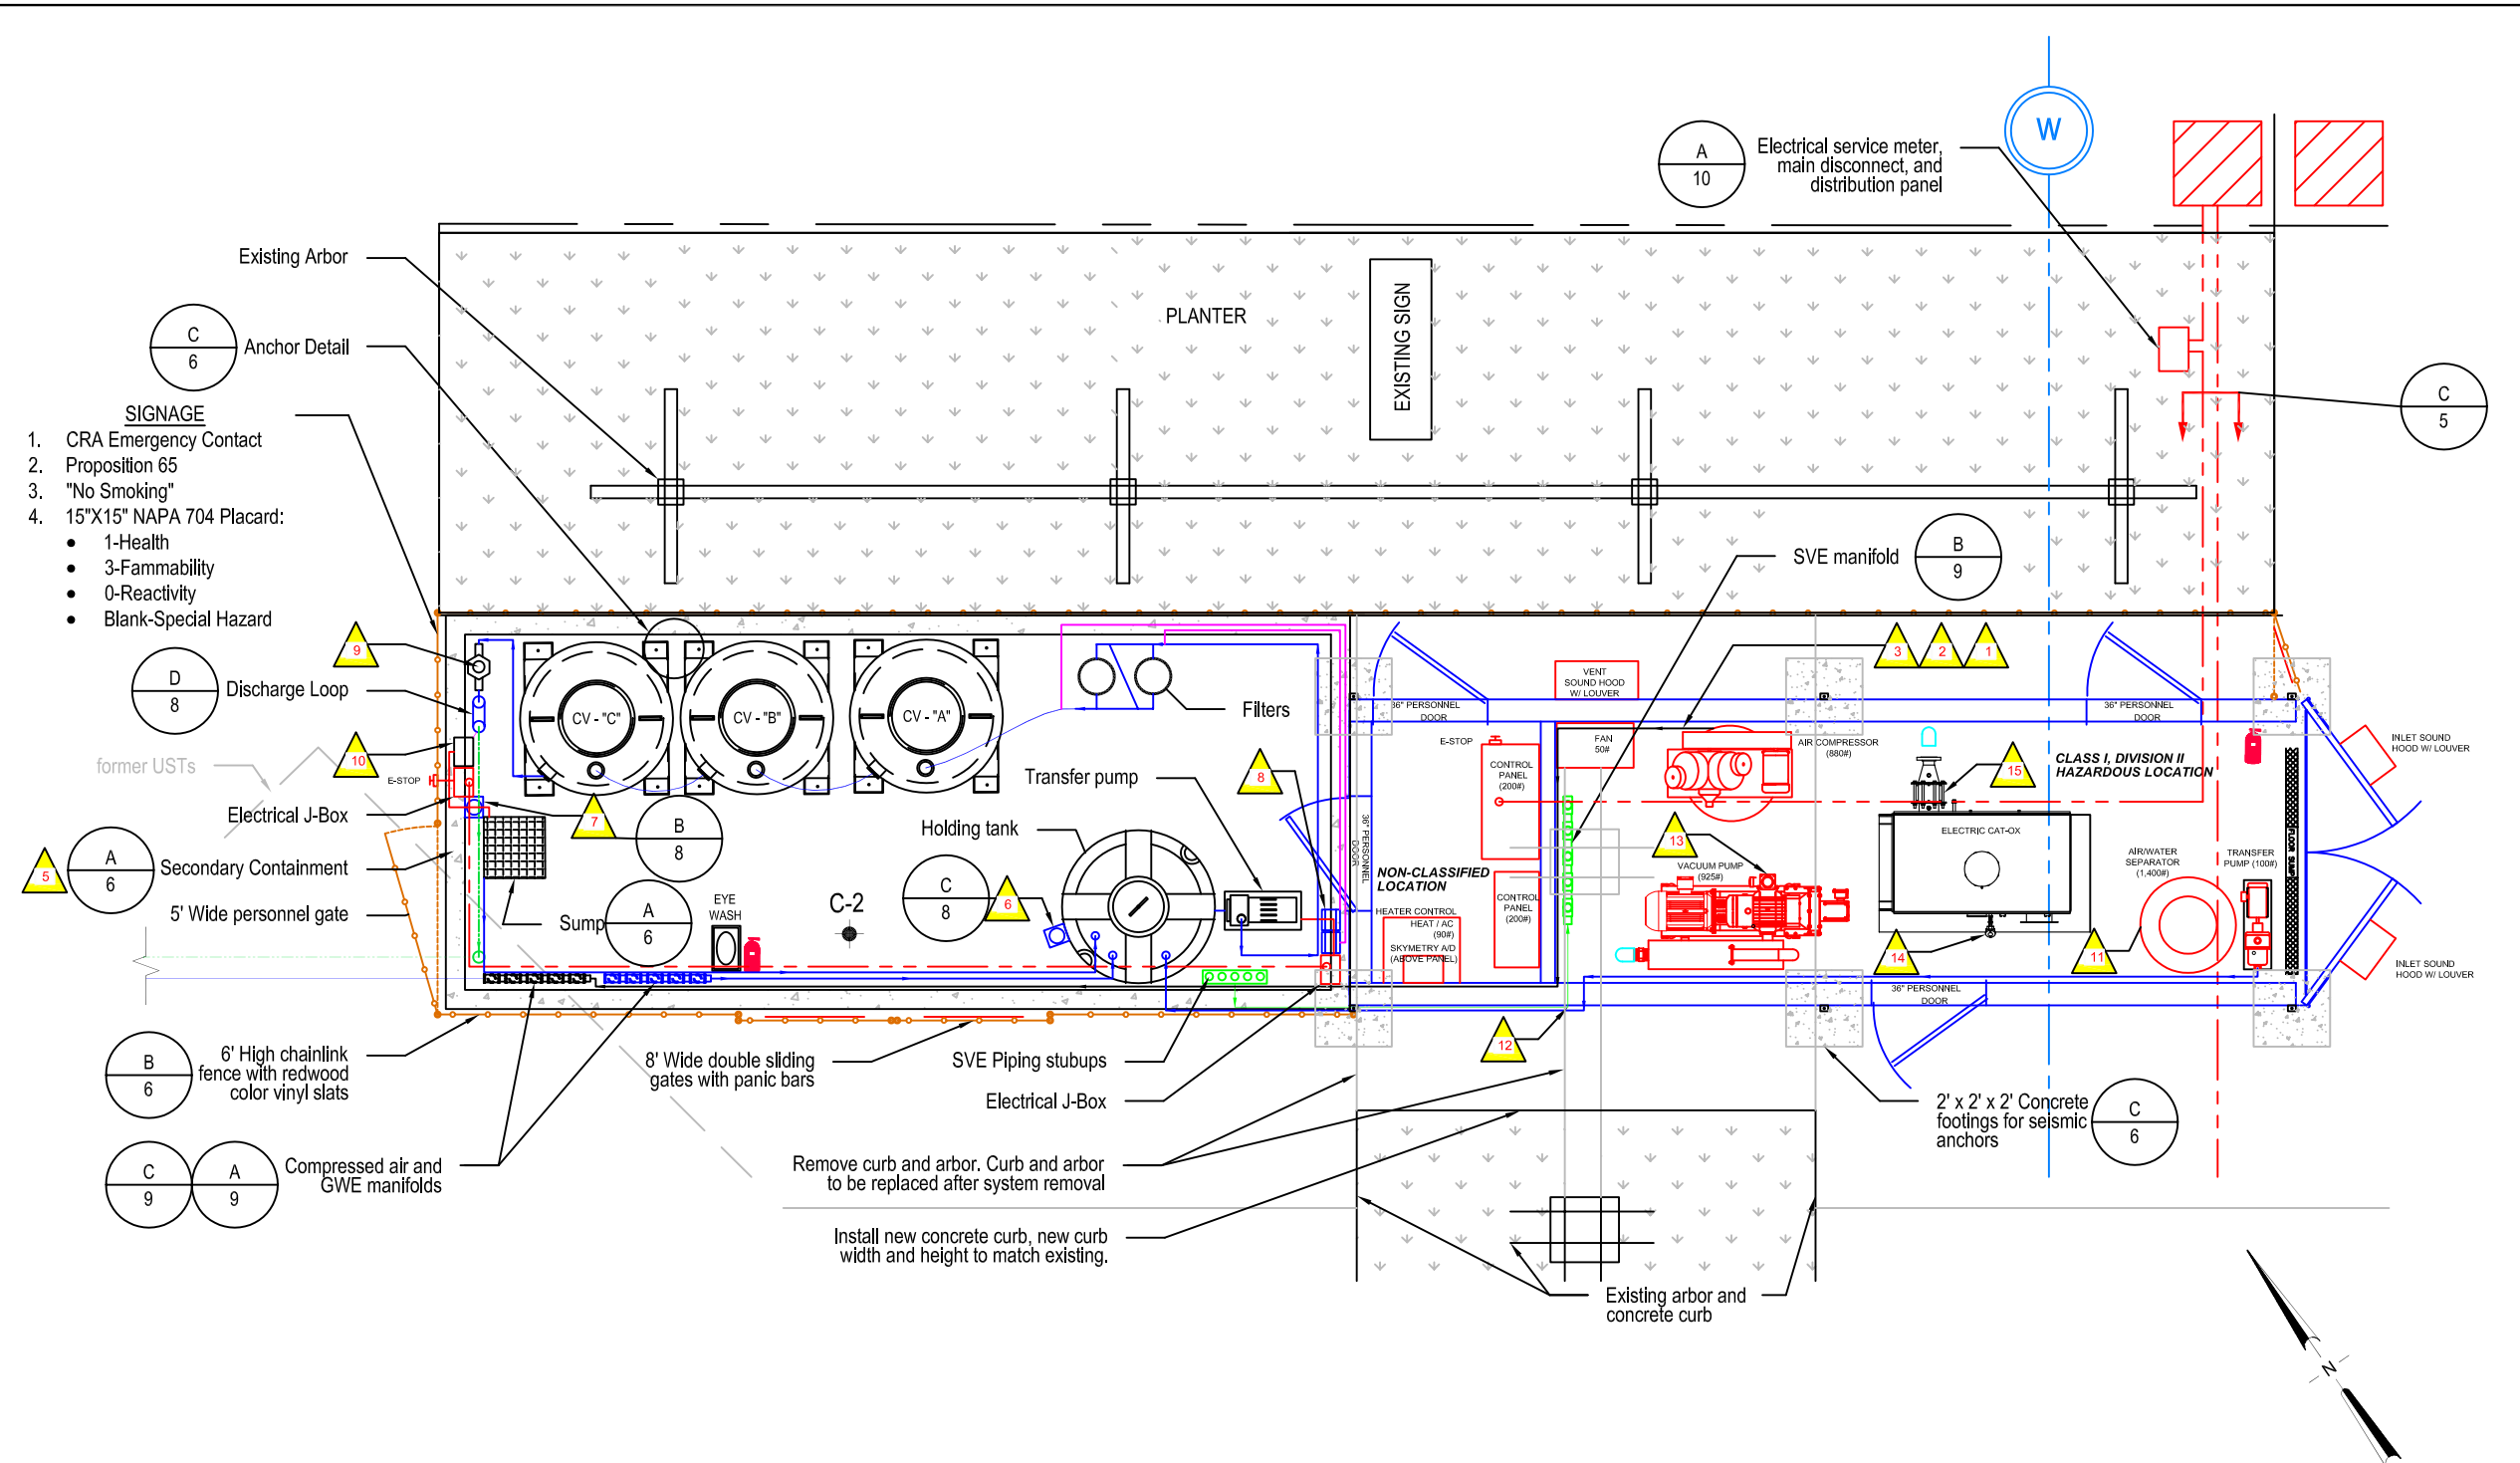 W
A
10
Electrical service meter,
main disconnect, and
distribution panel
Existing Arbor
PLANTER
EXISTING SIGN
C
6
Anchor Detail
C
5
SIGNAGE
1. CRA Emergency Contact
2. Proposition 65
3. "No Smoking"
4. 15"X15" NAPA 704 Placard:
• 1-Health
• 3-Fammability
• 0-Reactivity
• Blank-Special Hazard
SVE manifold
B
9
9
3
2
1
D
8
Discharge Loop
CV - "C"
CV - "B"
CV - "A"
Filters
VENT
SOUND HOOD
W/ LOUVER
36" PERSONNEL
DOOR
36" PERSONNEL
DOOR
former USTs
10
E-STOP
Transfer pump
8
E-STOP
FAN
50#
AIR COMPRESSOR
(880#)
15
CLASS I, DIVISION II
HAZARDOUS LOCATION
INLET SOUND
HOOD W/ LOUVER
CONTROL
PANEL
(200#)
Electrical J-Box
7
B
8
Holding tank
36" PERSONNEL
DOOR
13
ELECTRIC CAT-OX
FLOOR SUMP
5
A
6
Secondary Containment
NON-CLASSIFIED
LOCATION
VACUUM PUMP
(925#)
AIR/WATER
SEPARATOR
(1,400#)
TRANSFER
PUMP (100#)
5' Wide personnel gate
Sump
A
6
EYE
WASH
C-2
C
8
6
HEATER CONTROL
HEAT / AC
(90#)
SKYMETRY A/D
(ABOVE PANEL)
CONTROL
PANEL
(200#)
14
11
INLET SOUND
HOOD W/ LOUVER
36" PERSONNEL
DOOR
B
6
6' High chainlink
fence with redwood
color vinyl slats
8' Wide double sliding
gates with panic bars
SVE Piping stubups
12
Electrical J-Box
2' x 2' x 2' Concrete
footings for seismic
anchors
C
6
C
9
A
9
Compressed air and
GWE manifolds
Remove curb and arbor. Curb and arbor
to be replaced after system removal
Install new concrete curb, new curb
width and height to match existing.
Existing arbor and
concrete curb
N